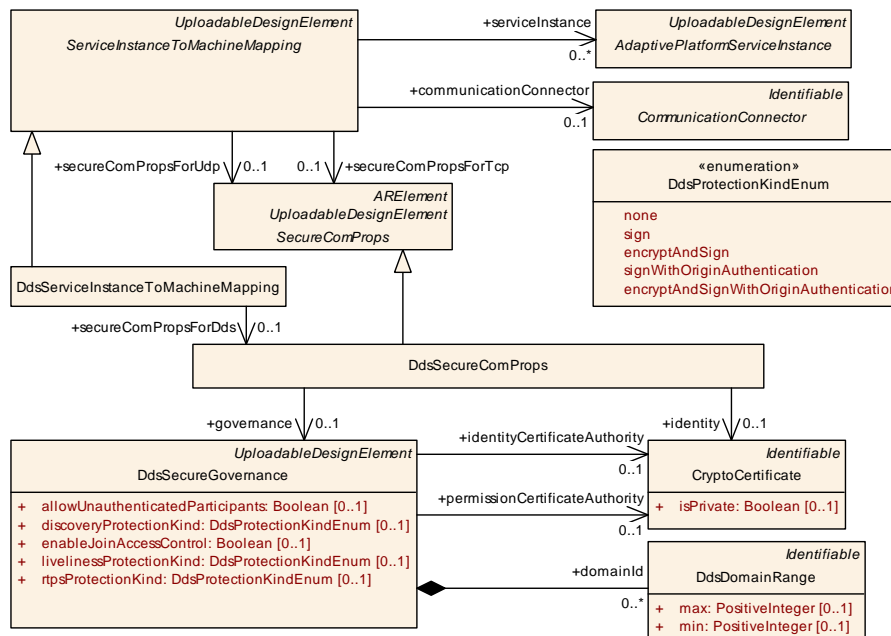 UploadableDesignElement
ServiceInstanceToMachineMapping
+serviceInstance
0..*
UploadableDesignElement
AdaptivePlatformServiceInstance
+communicationConnector
0..1
Identifiable
CommunicationConnector
+secureComPropsForUdp
0..1
0..1
+secureComPropsForTcp
«enumeration»
DdsProtectionKindEnum
none
sign
encryptAndSign
signWithOriginAuthentication
encryptAndSignWithOriginAuthentication
ARElement
UploadableDesignElement
SecureComProps
DdsServiceInstanceToMachineMapping
+secureComPropsForDds
0..1
DdsSecureComProps
+governance
0..1
+identity
0..1
UploadableDesignElement
DdsSecureGovernance
+ allowUnauthenticatedParticipants: Boolean [0..1]
+ discoveryProtectionKind: DdsProtectionKindEnum [0..1]
+ enableJoinAccessControl: Boolean [0..1]
+ livelinessProtectionKind: DdsProtectionKindEnum [0..1]
+ rtpsProtectionKind: DdsProtectionKindEnum [0..1]
+identityCertificateAuthority
0..1
+permissionCertificateAuthority
0..1
Identifiable
CryptoCertificate
+ isPrivate: Boolean [0..1]
+domainId
0..*
Identifiable
DdsDomainRange
+ max: PositiveInteger [0..1]
+ min: PositiveInteger [0..1]